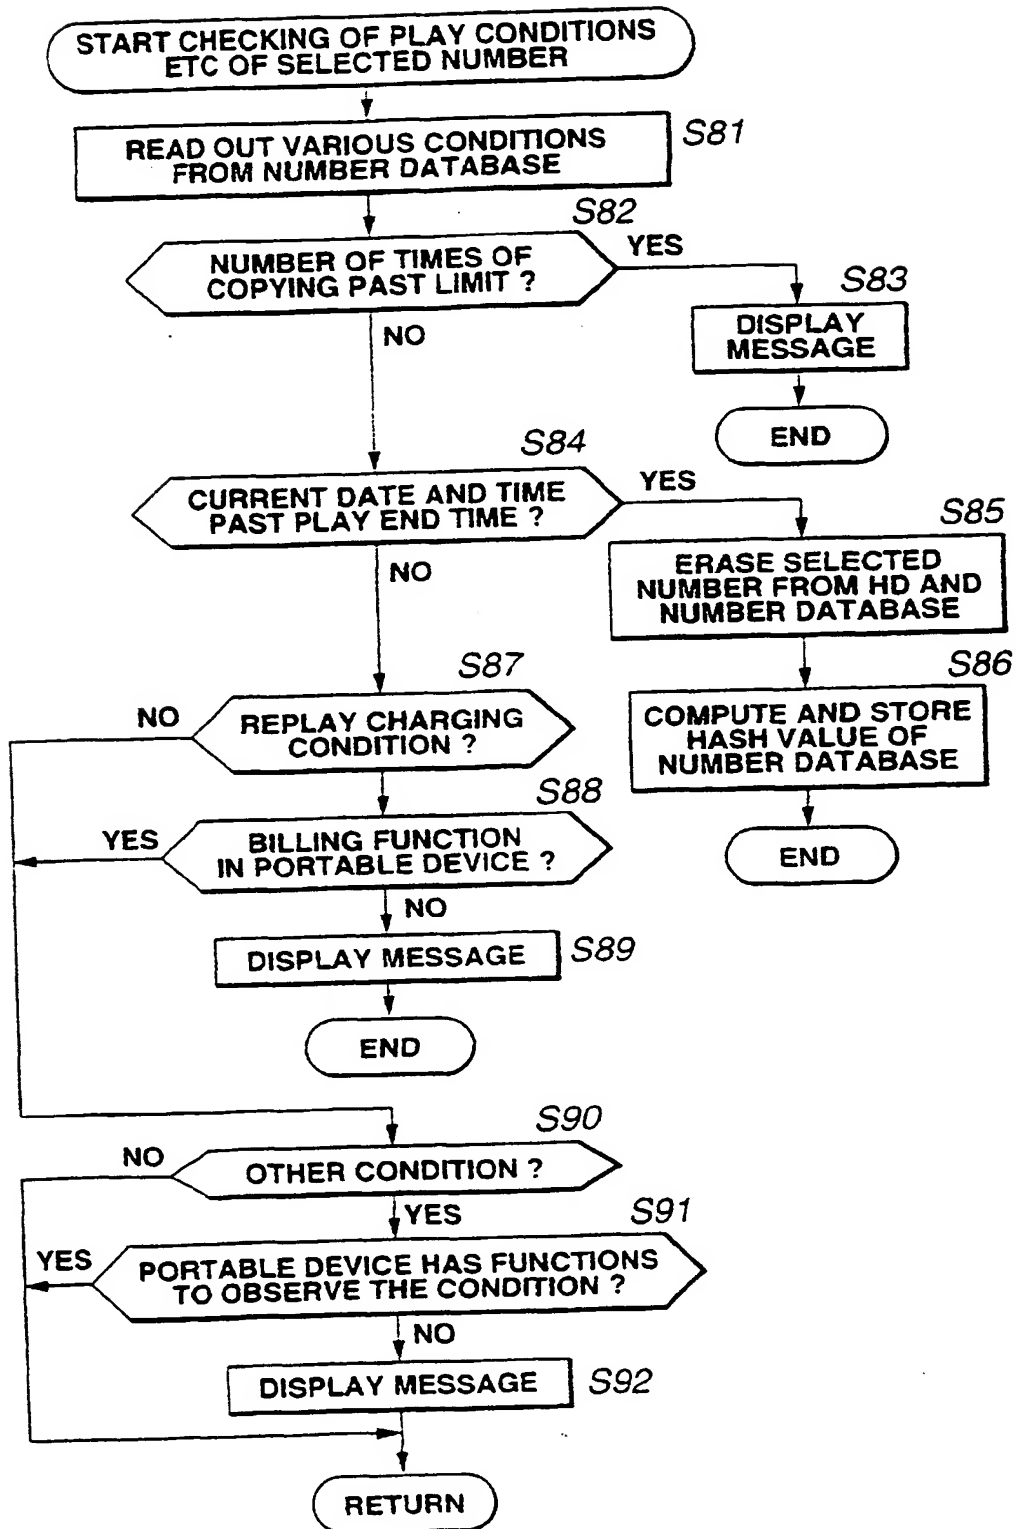 START CHECKING OF PLAY CONDITIONS
ETC OF SELECTED NUMBER
READ OUT VARIOUS CONDITIONS
FROM NUMBER DATABASE
S81
S82
NUMBER OF TIMES OF
COPYING PAST LIMIT ?
YES
NO
S83
DISPLAY
MESSAGE
END
S84
CURRENT DATE AND TIME
PAST PLAY END TIME ?
YES
NO
S85
ERASE SELECTED
NUMBER FROM HD AND
NUMBER DATABASE
S86
COMPUTE AND STORE
HASH VALUE OF
NUMBER DATABASE
END
S87
NO
REPLAY CHARGING
CONDITION ?
S88
YES
BILLING FUNCTION
IN PORTABLE DEVICE ?
NO
DISPLAY MESSAGE
S89
END
S90
NO
OTHER CONDITION ?
YES
S91
YES
PORTABLE DEVICE HAS FUNCTIONS
TO OBSERVE THE CONDITION ?
NO
DISPLAY MESSAGE
S92
RETURN